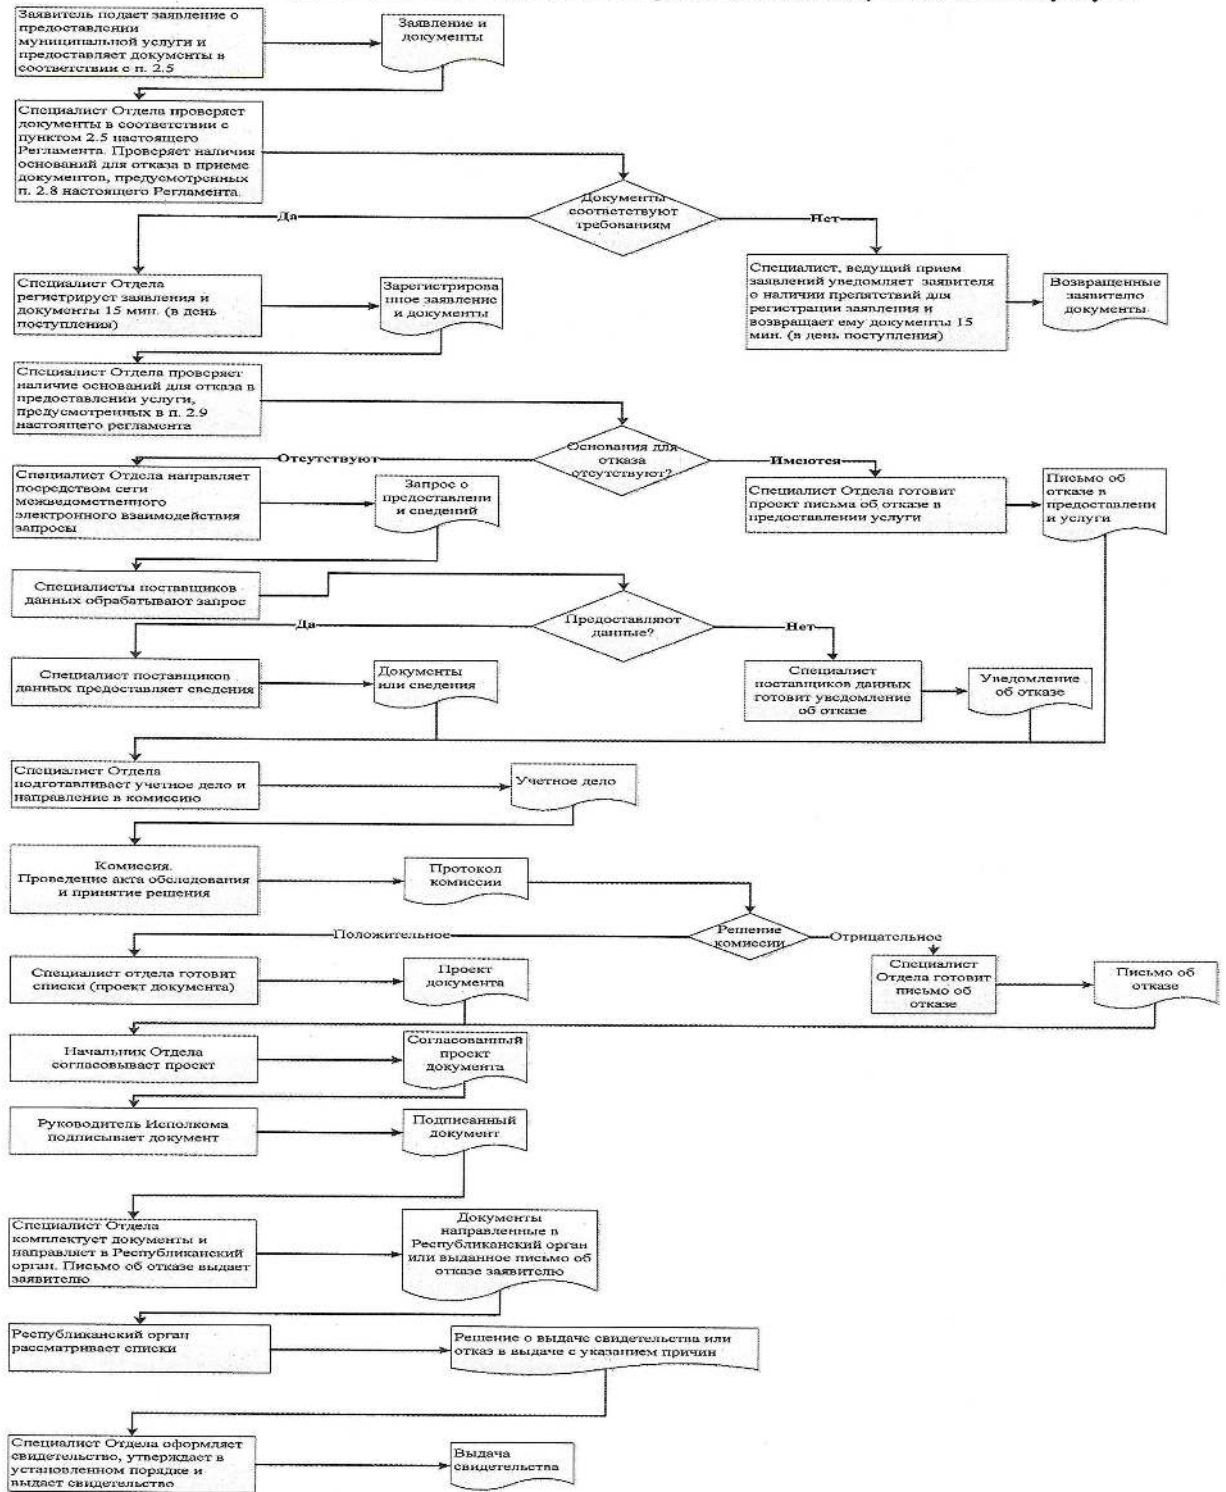 Заявитель подает заявление о
предоставлении
муниципальной услуги и
предоставляет документы в
соответствии с п. 2.5
Заявление и
документы
Специалист Отдела проверяет
документы в соответствии с
пунктом 2.5 настоящего
Регламента. Проверяет наличия
оснований для отказа в приеме
документов, предусмотренных
п. 2.8 настоящего Регламента.
Документы
соответствуют
требованиям
Да
Нет
Специалист Отдела
регистрирует заявления и
документы 15 мин. (в день
поступления)
Зарегистрирова
нное заявление
и документы
Специалист, ведущий прием
заявлений уведомляет заявителя
о наличии препятствий для
регистрации заявления и
возвращает ему документы 15
мин. (в день поступления)
Возвращенные
заявителю
документы
Специалист Отдела проверяет
наличие оснований для отказа в
предоставлении услуги,
предусмотренных в п. 2.9
настоящего регламента
Основания для
отказа
отсутствуют?
Отсутствуют
Имеются
Специалист Отдела направляет
посредством сети
межведомственного
электронного взаимодействия
запросы
Запрос о
предоставлени
и сведений
Специалист Отдела готовит
проект письма об отказе в
предоставлении услуги
Письмо об
отказе в
предоставлени
и услуги
Специалисты поставщиков
данных обрабатывают запрос
Предоставляют
данные?
Да
Нет
Специалист поставщиков
данных предоставляет сведения
Документы
или сведения
Специалист
поставщиков данных
готовит уведомление
об отказе
Уведомление
об отказе
Специалист Отдела
подготавливает учетное дело и
направление в комиссию
Учетное дело
Комиссия.
Проведение акта обследования
и принятие решения
Протокол
комиссии
Решение
комиссии
Положительное
Отрицательное
Специалист отдела готовит
списки (проект документа)
Проект
документа
Специалист
Отдела готовит
письмо об
отказе
Письмо об
отказе
Начальник Отдела
согласовывает проект
Согласованный
проект
документа
Руководитель Исполкома
подписывает документ
Подписанный
документ
Специалист Отдела
комплектует документы и
направляет в Республиканский
орган. Письмо об отказе выдает
заявителю
Документы
направленные в
Республиканский орган
или выданное письмо об
отказе заявителю
Республиканский орган
рассматривает списки
Решение о выдаче свидетельства или
отказ в выдаче с указанием причин
Специалист Отдела оформляет
свидетельство, утверждает в
установленном порядке и
выдает свидетельство
Выдача
свидетельства